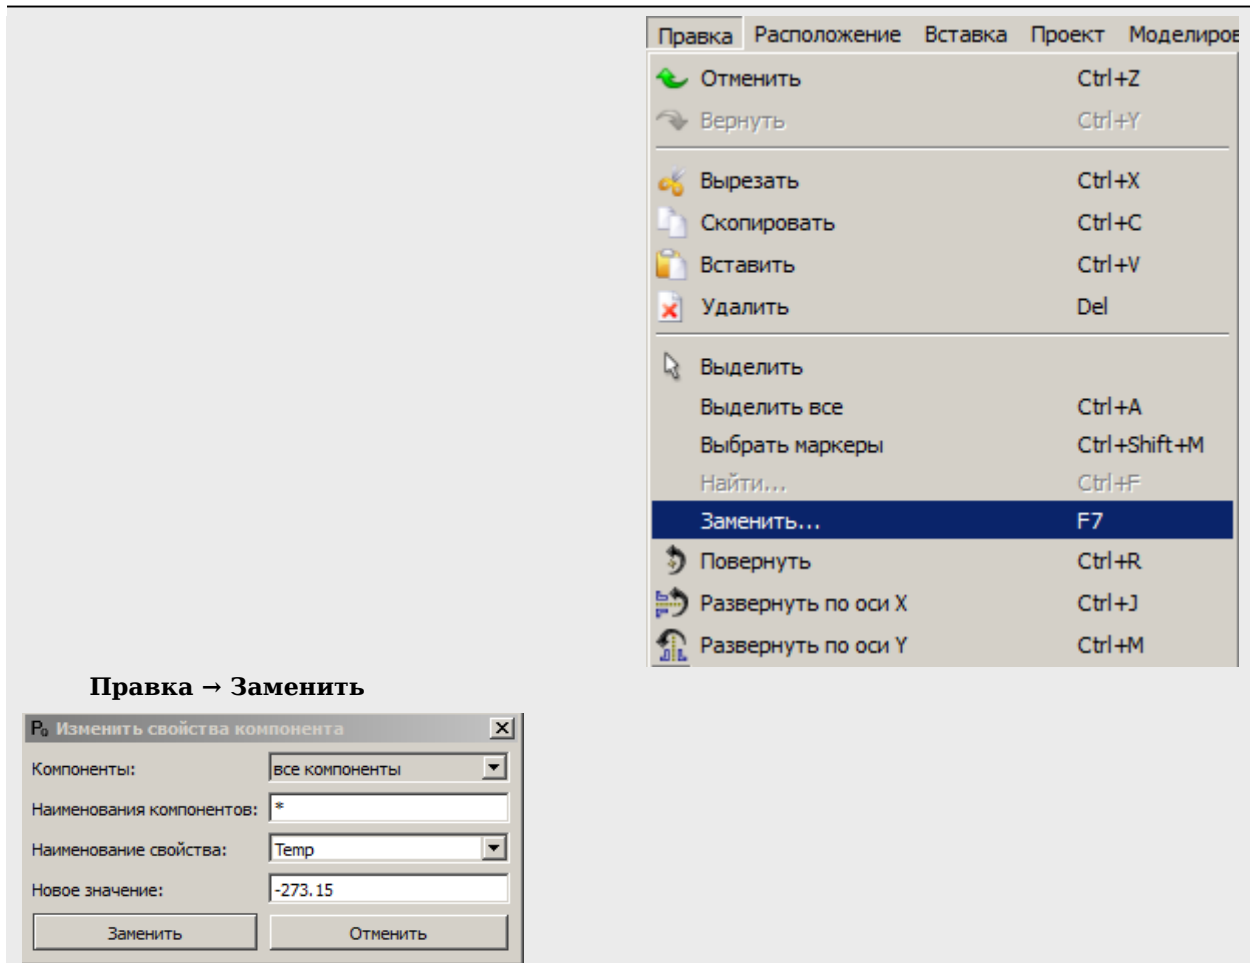 Правка Расположение Вставка Проект Моделиров
Отменить Ctrl+Z
Вернуть Ctrl+Y
Вырезать Ctrl+X
Скопировать Ctrl+C
Вставить Ctrl+V
Удалить Del
Выделить
Выделить все Ctrl+A
Выбрать маркеры Ctrl+Shift+M
Найти... Ctrl+F
Заменить... F7
Повернуть Ctrl+R
Развернуть по оси X Ctrl+J
Развернуть по оси Y Ctrl+M
Правка → Заменить
Изменить свойства компонента
Компоненты: все компоненты
Наименования компонентов: *
Наименование свойства: Temp
Новое значение: -273.15
Заменить Отменить